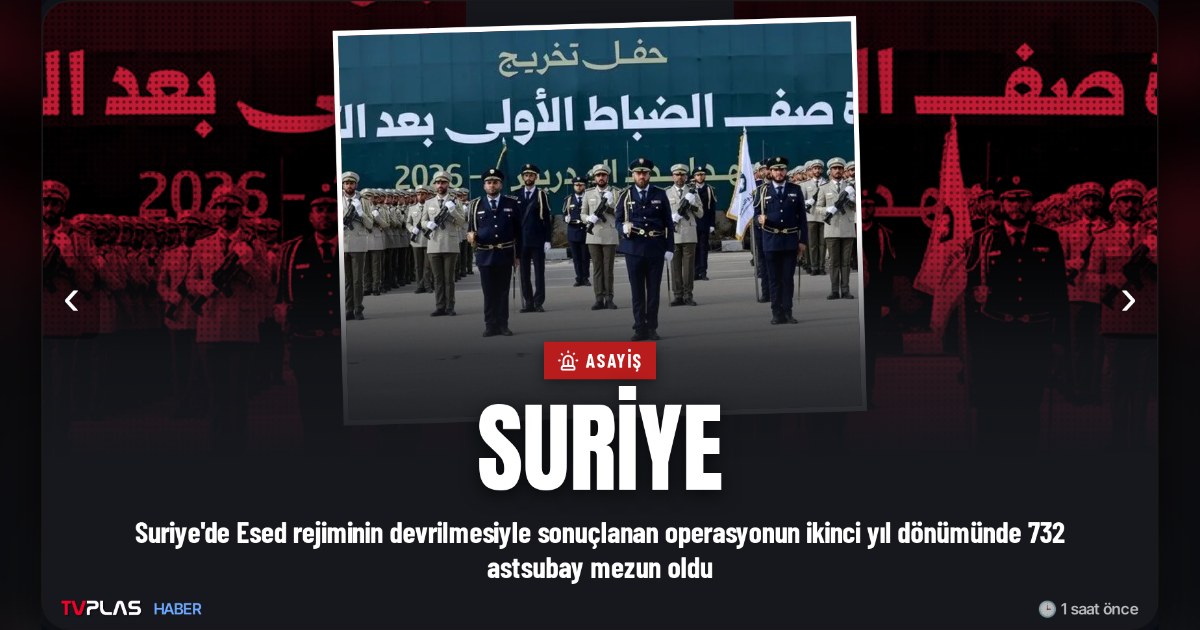 حفل تخريج
ة صف الضباط الأولى بعد ال
2026 -
ASAYİŞ
SURİYE
Suriye'de Esed rejiminin devrilmesiyle sonuçlanan operasyonun ikinci yıl dönümünde 732
astsubay mezun oldu
TVPLAS HABER
1 saat önce